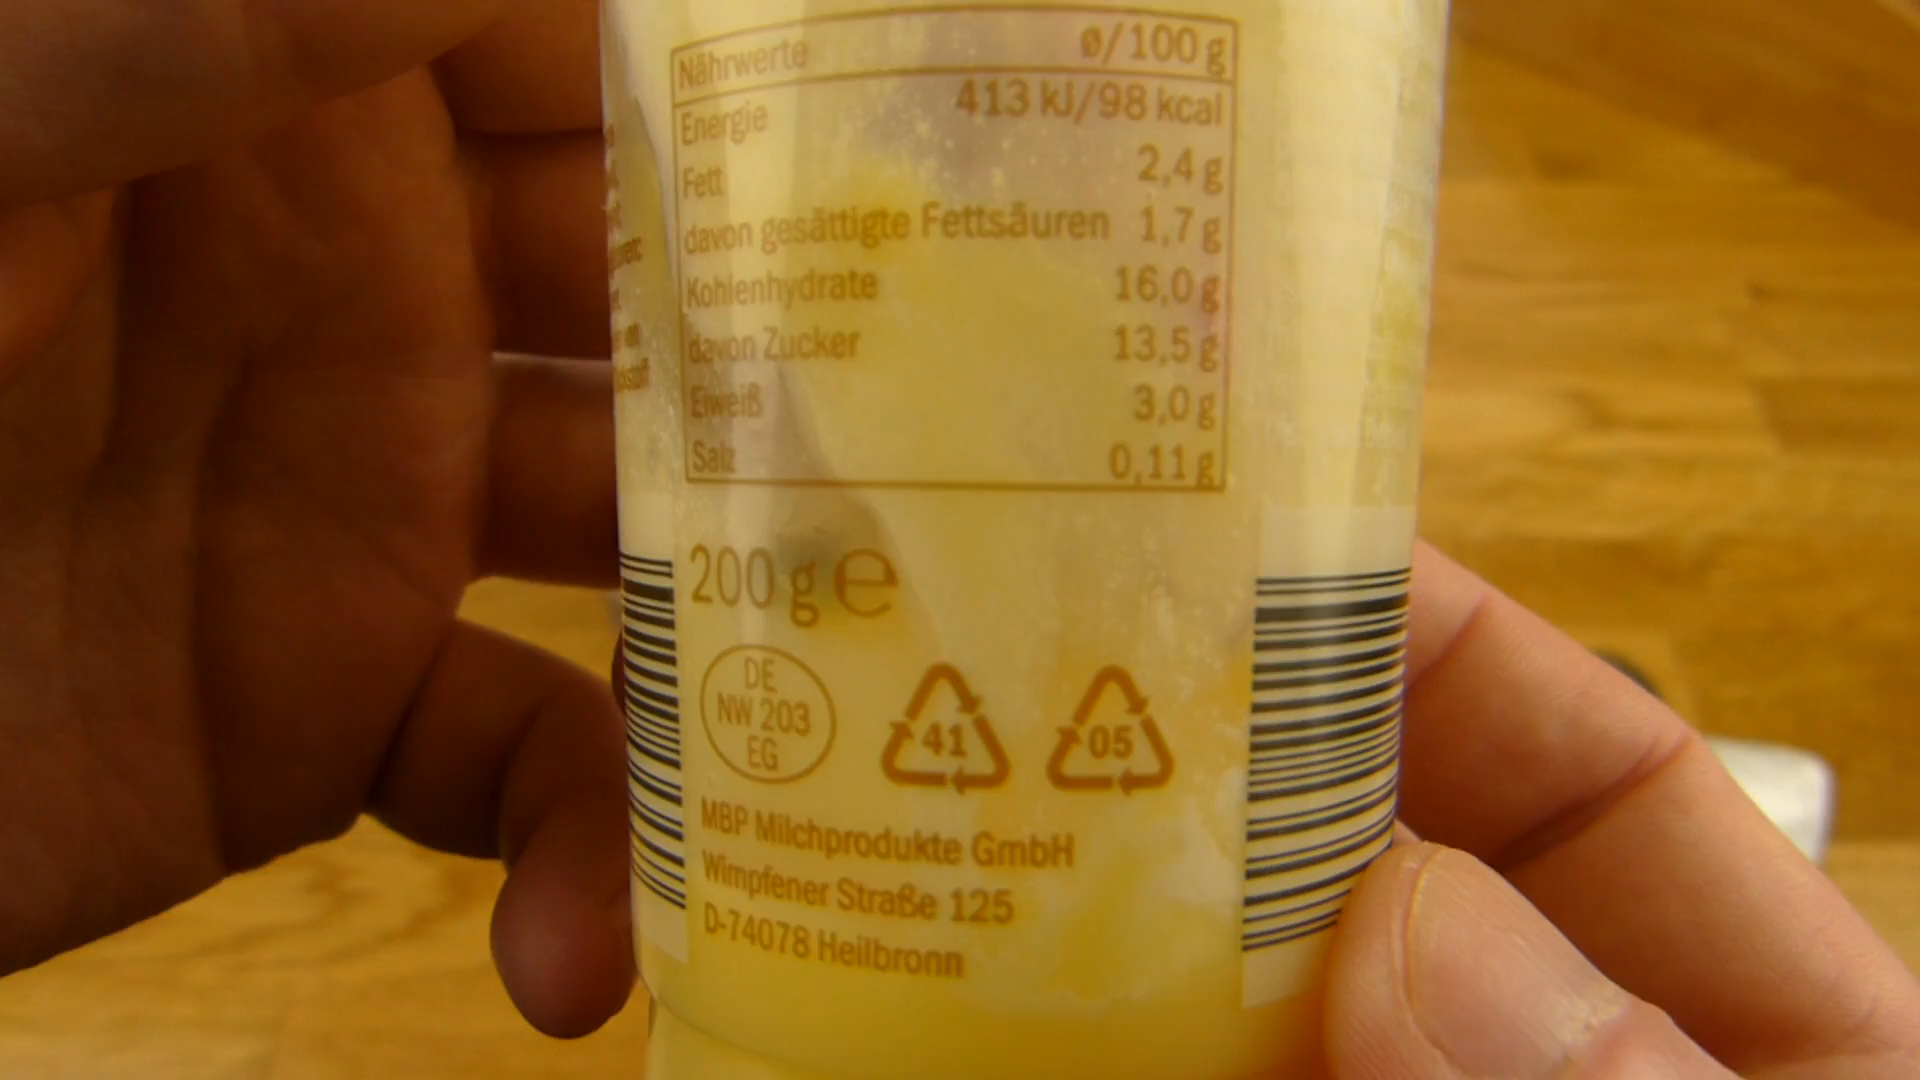 Nährwerte ø/100 g
Energie 413 kJ/98 kcal
Fett 2,4 g
davon gesättigte Fettsäuren 1,7 g
Kohlenhydrate 16,0 g
davon Zucker 13,5 g
Eiweiß 3,0 g
Salz 0,11 g
200 g e
DE
NW 203
EG
41
05
MBP Milchprodukte GmbH
Wimpfener Straße 125
D-74078 Heilbronn